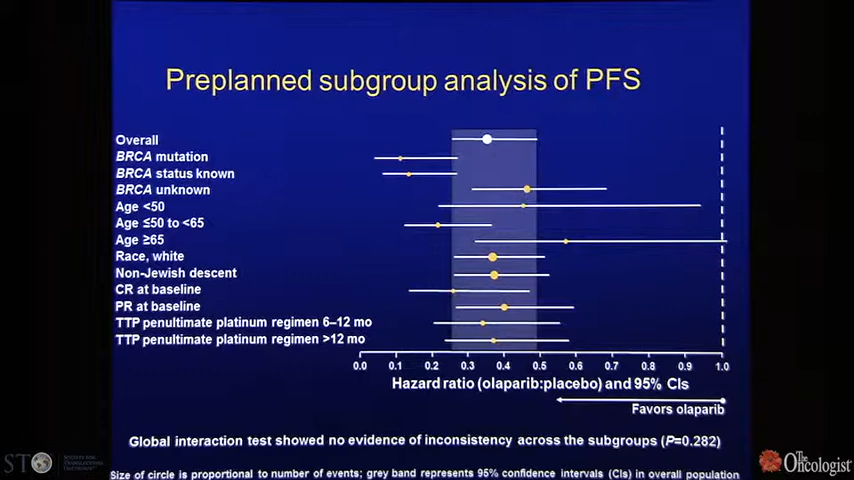 Preplanned subgroup analysis of PFS
Overall
BRCA mutation
BRCA status known
BRCA unknown
Age <50
Age ≤50 to <65
Age ≥65
Race, white
Non-Jewish descent
CR at baseline
PR at baseline
TTP penultimate platinum regimen 6–12 mo
TTP penultimate platinum regimen >12 mo
0.0 0.1 0.2 0.3 0.4 0.5 0.6 0.7 0.8 0.9 1.0
Hazard ratio (olaparib:placebo) and 95% CIs
Favors olaparib
Global interaction test showed no evidence of inconsistency across the subgroups (P=0.282)
Size of circle is proportional to number of events; grey band represents 95% confidence intervals (CIs) in overall population
STO
The
Oncologist